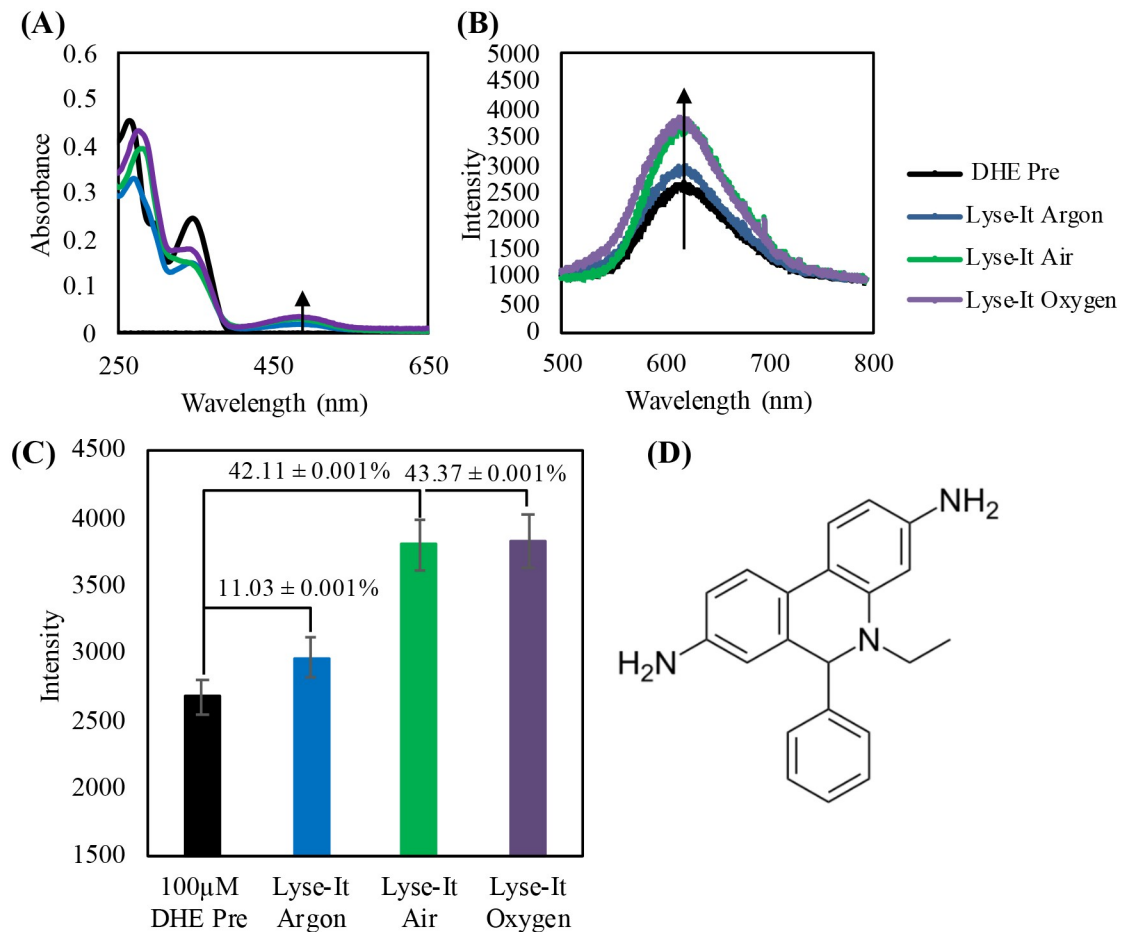 (A)
0.6
0.5
0.4
0.3
0.2
0.1
0
Absorbance
250
450
650
Wavelength (nm)
(B)
5000
4500
4000
3500
3000
2500
2000
1500
1000
500
0
Intensity
500
600
700
800
Wavelength (nm)
DHE Pre
Lyse-It Argon
Lyse-It Air
Lyse-It Oxygen
(C)
4500
4000
3500
3000
2500
2000
1500
Intensity
42.11 ± 0.001%
43.37 ± 0.001%
11.03 ± 0.001%
100µM
DHE Pre
Lyse-It
Argon
Lyse-It
Air
Lyse-It
Oxygen
(D)
NH2
N
H2N